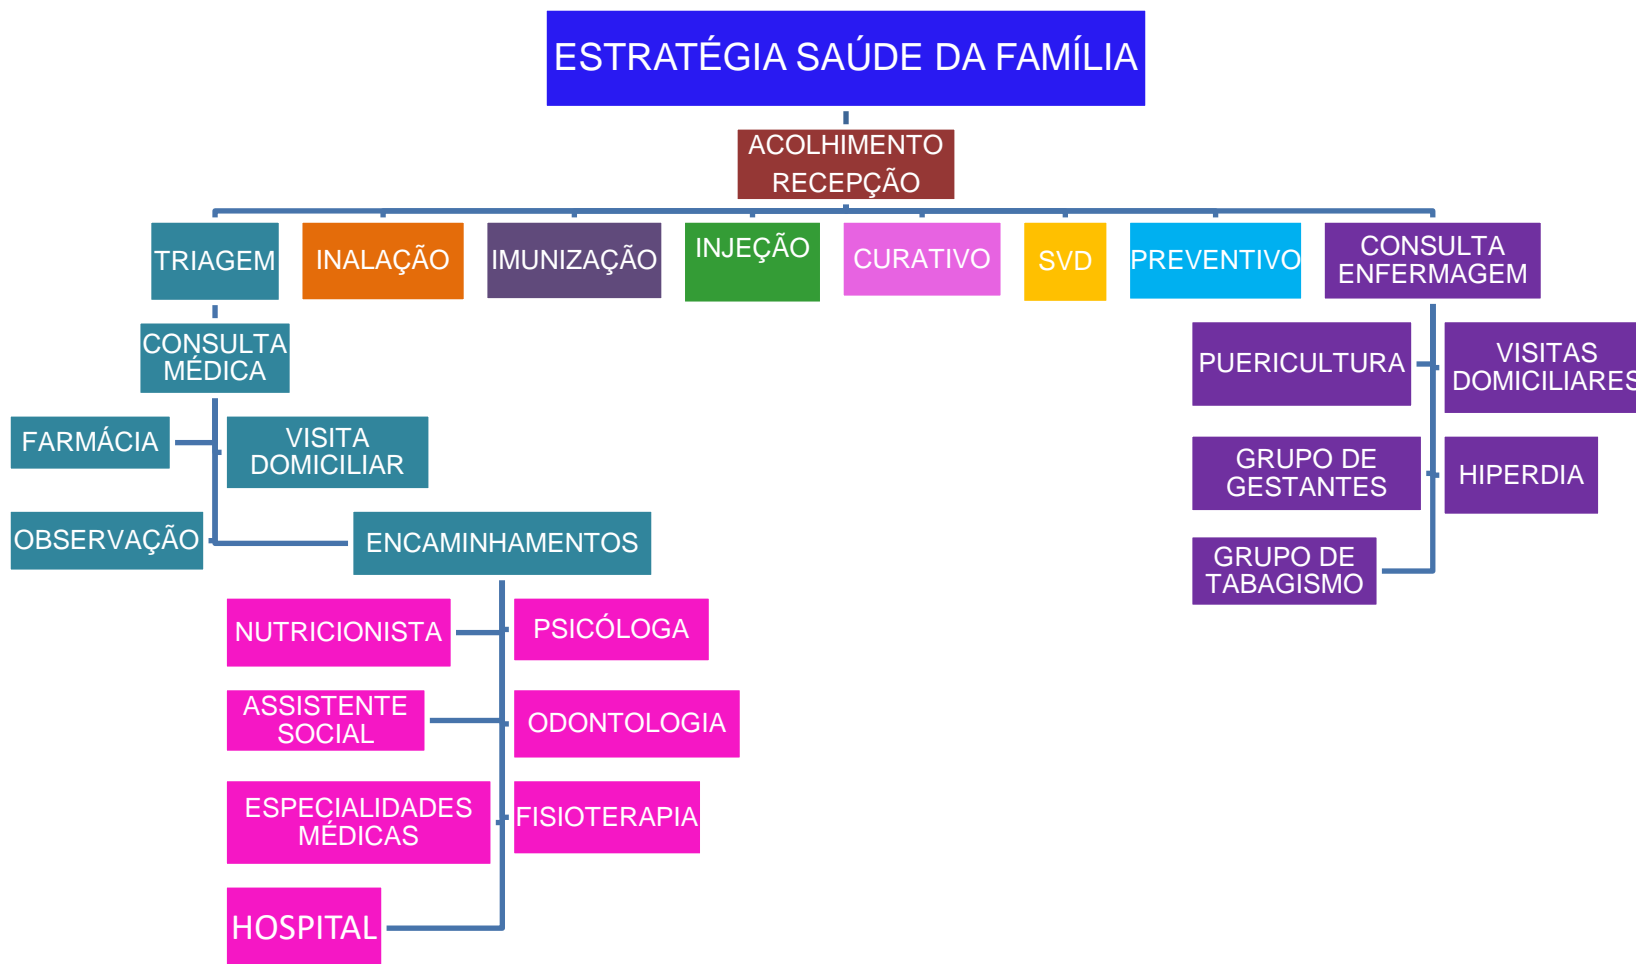 ESTRATÉGIA SAÚDE DA FAMÍLIA
ACOLHIMENTO
RECEPÇÃO
TRIAGEM
INALAÇÃO
IMUNIZAÇÃO
INJEÇÃO
CURATIVO
SVD
PREVENTIVO
CONSULTA
ENFERMAGEM
CONSULTA
MÉDICA
PUERICULTURA
VISITAS
DOMICILIARES
FARMÁCIA
VISITA
DOMICILIAR
GRUPO DE
GESTANTES
HIPERDIA
OBSERVAÇÃO
ENCAMINHAMENTOS
GRUPO DE
TABAGISMO
NUTRICIONISTA
PSICÓLOGA
ASSISTENTE
SOCIAL
ODONTOLOGIA
ESPECIALIDADES
MÉDICAS
FISIOTERAPIA
HOSPITAL